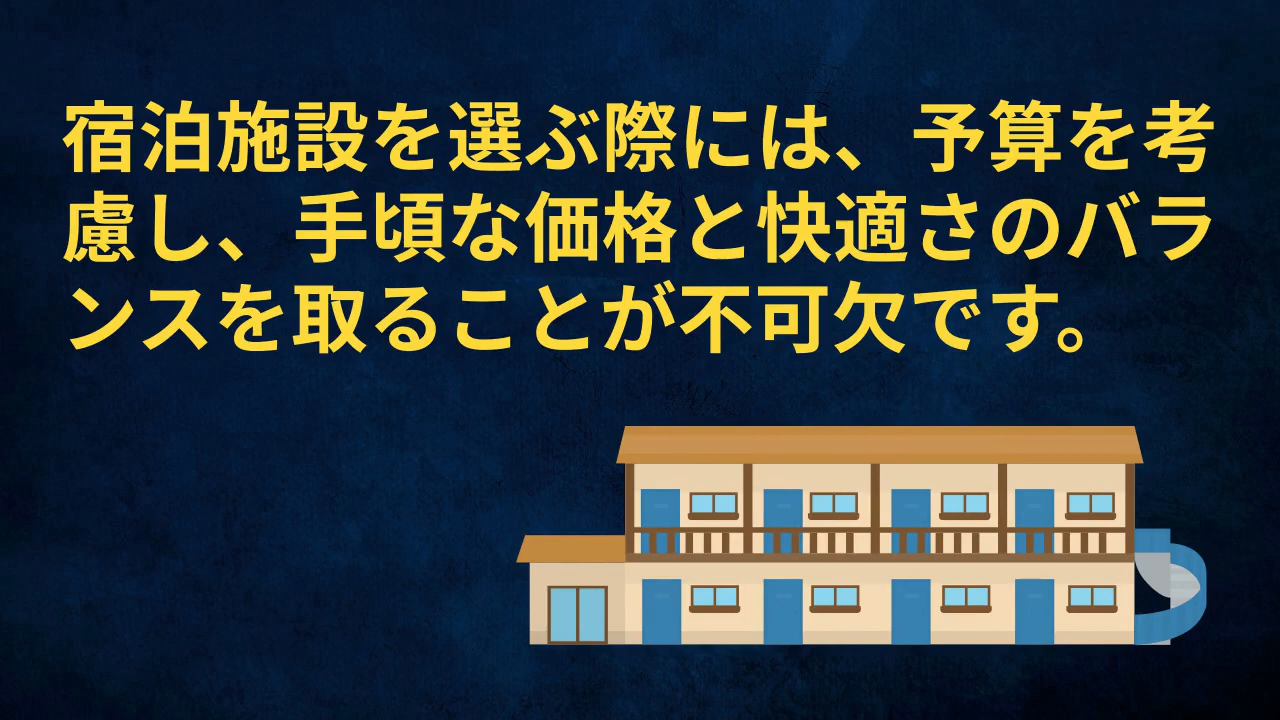 宿泊施設を選ぶ際には、予算を考
慮し、手頃な価格と快適さのバラ
ンスを取ることが不可欠です。